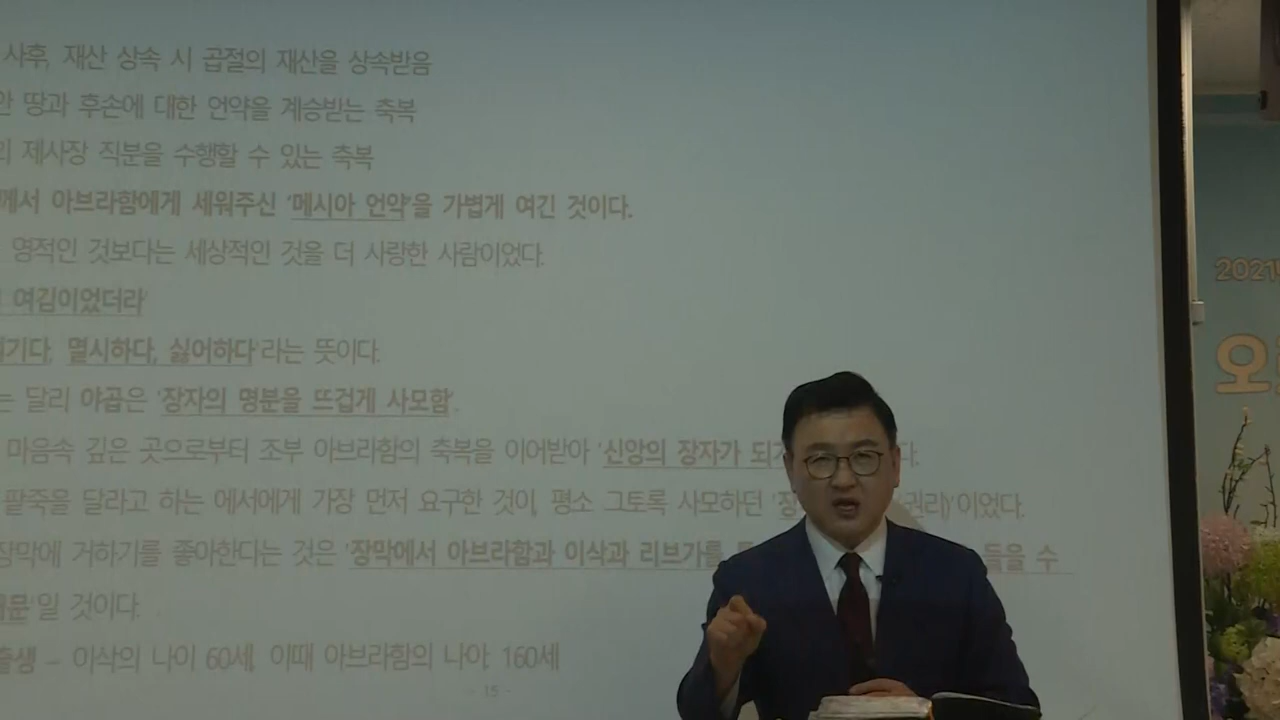 사후, 재산 상속 시 곱절의 재산을 상속받음
땅과 후손에 대한 언약을 계승받는 축복
제사장 직분을 수행할 수 있는 축복
께서 아브라함에게 세워주신 '메시아 언약'을 가볍게 여긴 것이다.
영적인 것보다는 세상적인 것을 더 사랑한 사람이었다.
여김이었더라'
기다, 멸시하다, 싫어하다'라는 뜻이다.
는 달리 야곱은 '장자의 명분을 뜨겁게 사모함'.
마음속 깊은 곳으로부터 조부 아브라함의 축복을 이어받아 '신앙의 장자가 되 다.
팥죽을 달라고 하는 에서에게 가장 먼저 요구한 것이, 평소 그토록 사모하던 ' 권리)'이었다.
장막에 거하기를 좋아한다는 것은 '장막에서 아브라함과 이삭과 리브가를 들을 수
때문'일 것이다.
출생 – 이삭의 나이 60세, 이때 아브라함의 나이: 160세
- 15 -
2021
오